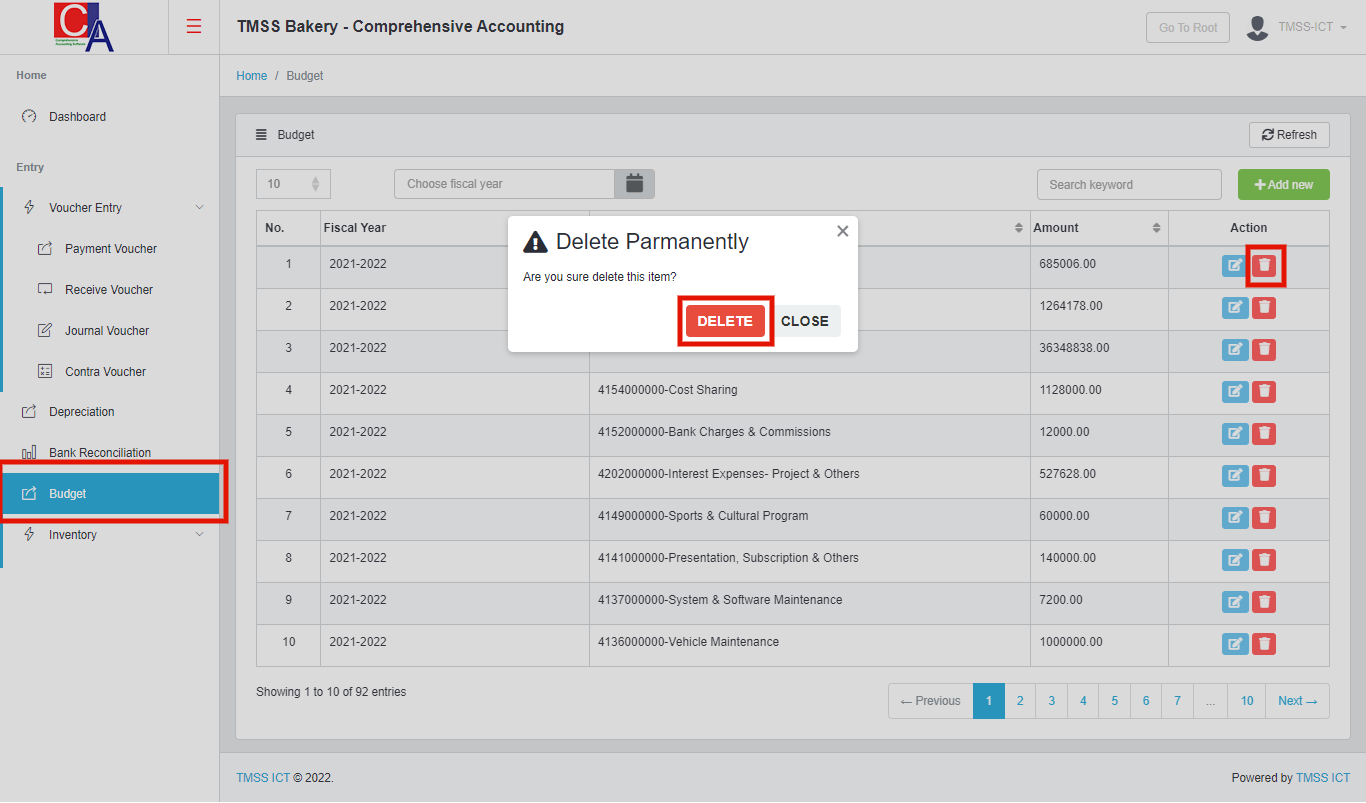 CA
TMSS Bakery - Comprehensive Accounting
Go To Root
TMSS-ICT
Home
Dashboard
Entry
Voucher Entry
Payment Voucher
Receive Voucher
Journal Voucher
Contra Voucher
Depreciation
Bank Reconciliation
Budget
Inventory
Home / Budget
Budget
Refresh
10
Choose fiscal year
Search keyword
Add new
No. Fiscal Year Amount Action
1 2021-2022 685006.00
2 2021-2022 1264178.00
3 2021-2022 36348838.00
4 2021-2022 4154000000-Cost Sharing 1128000.00
5 2021-2022 4152000000-Bank Charges & Commissions 12000.00
6 2021-2022 4202000000-Interest Expenses- Project & Others 527628.00
7 2021-2022 4149000000-Sports & Cultural Program 60000.00
8 2021-2022 4141000000-Presentation, Subscription & Others 140000.00
9 2021-2022 4137000000-System & Software Maintenance 7200.00
10 2021-2022 4136000000-Vehicle Maintenance 1000000.00
Delete Parmanently
×
Are you sure delete this item?
DELETE CLOSE
Showing 1 to 10 of 92 entries
← Previous 1 2 3 4 5 6 7 ... 10 Next →
TMSS ICT © 2022.
Powered by TMSS ICT